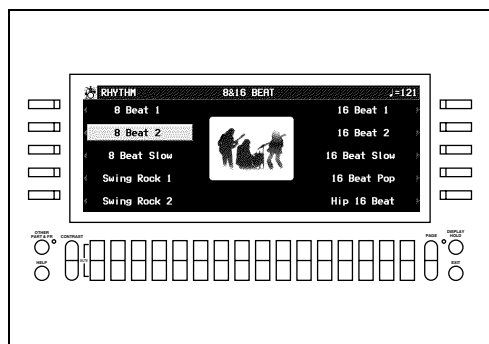 RHYTHM 8&16 BEAT ♩=121
8 Beat 1 16 Beat 1
8 Beat 2 16 Beat 2
8 Beat Slow 16 Beat Slow
Swing Rock 1 16 Beat Pop
Swing Rock 2 Hip 16 Beat
OTHER PART & FR CONTRAST PAGE DISPLAY HOLD
HELP EXIT